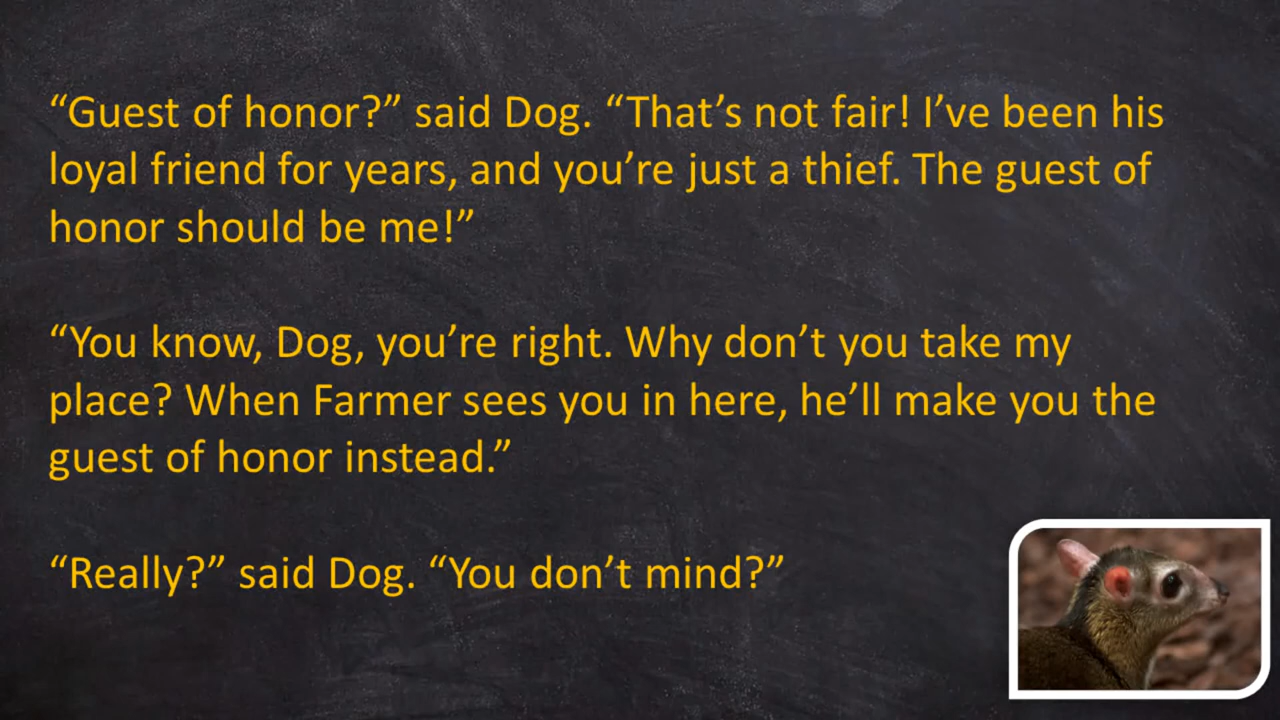 “Guest of honor?” said Dog. “That’s not fair! I’ve been his
loyal friend for years, and you’re just a thief. The guest of
honor should be me!”
“You know, Dog, you’re right. Why don’t you take my
place? When Farmer sees you in here, he’ll make you the
guest of honor instead.”
“Really?” said Dog. “You don’t mind?”